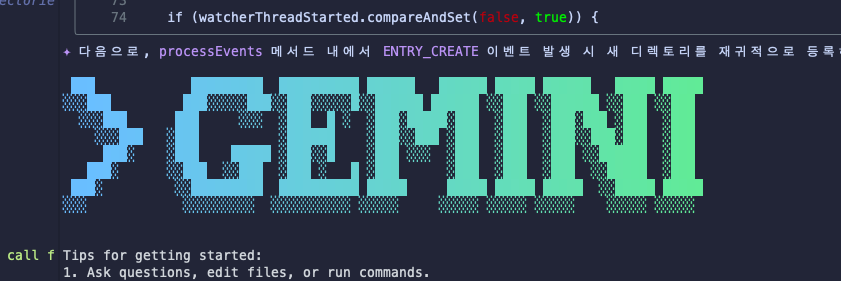 ectorie
73
74 if (watcherThreadStarted.compareAndSet(false, true)) {
✦ 다음으로, processEvents 메서드 내에서 ENTRY_CREATE 이벤트 발생 시 새 디렉토리를 재귀적으로 등록
> GEMINI
call f Tips for getting started:
1. Ask questions, edit files, or run commands.